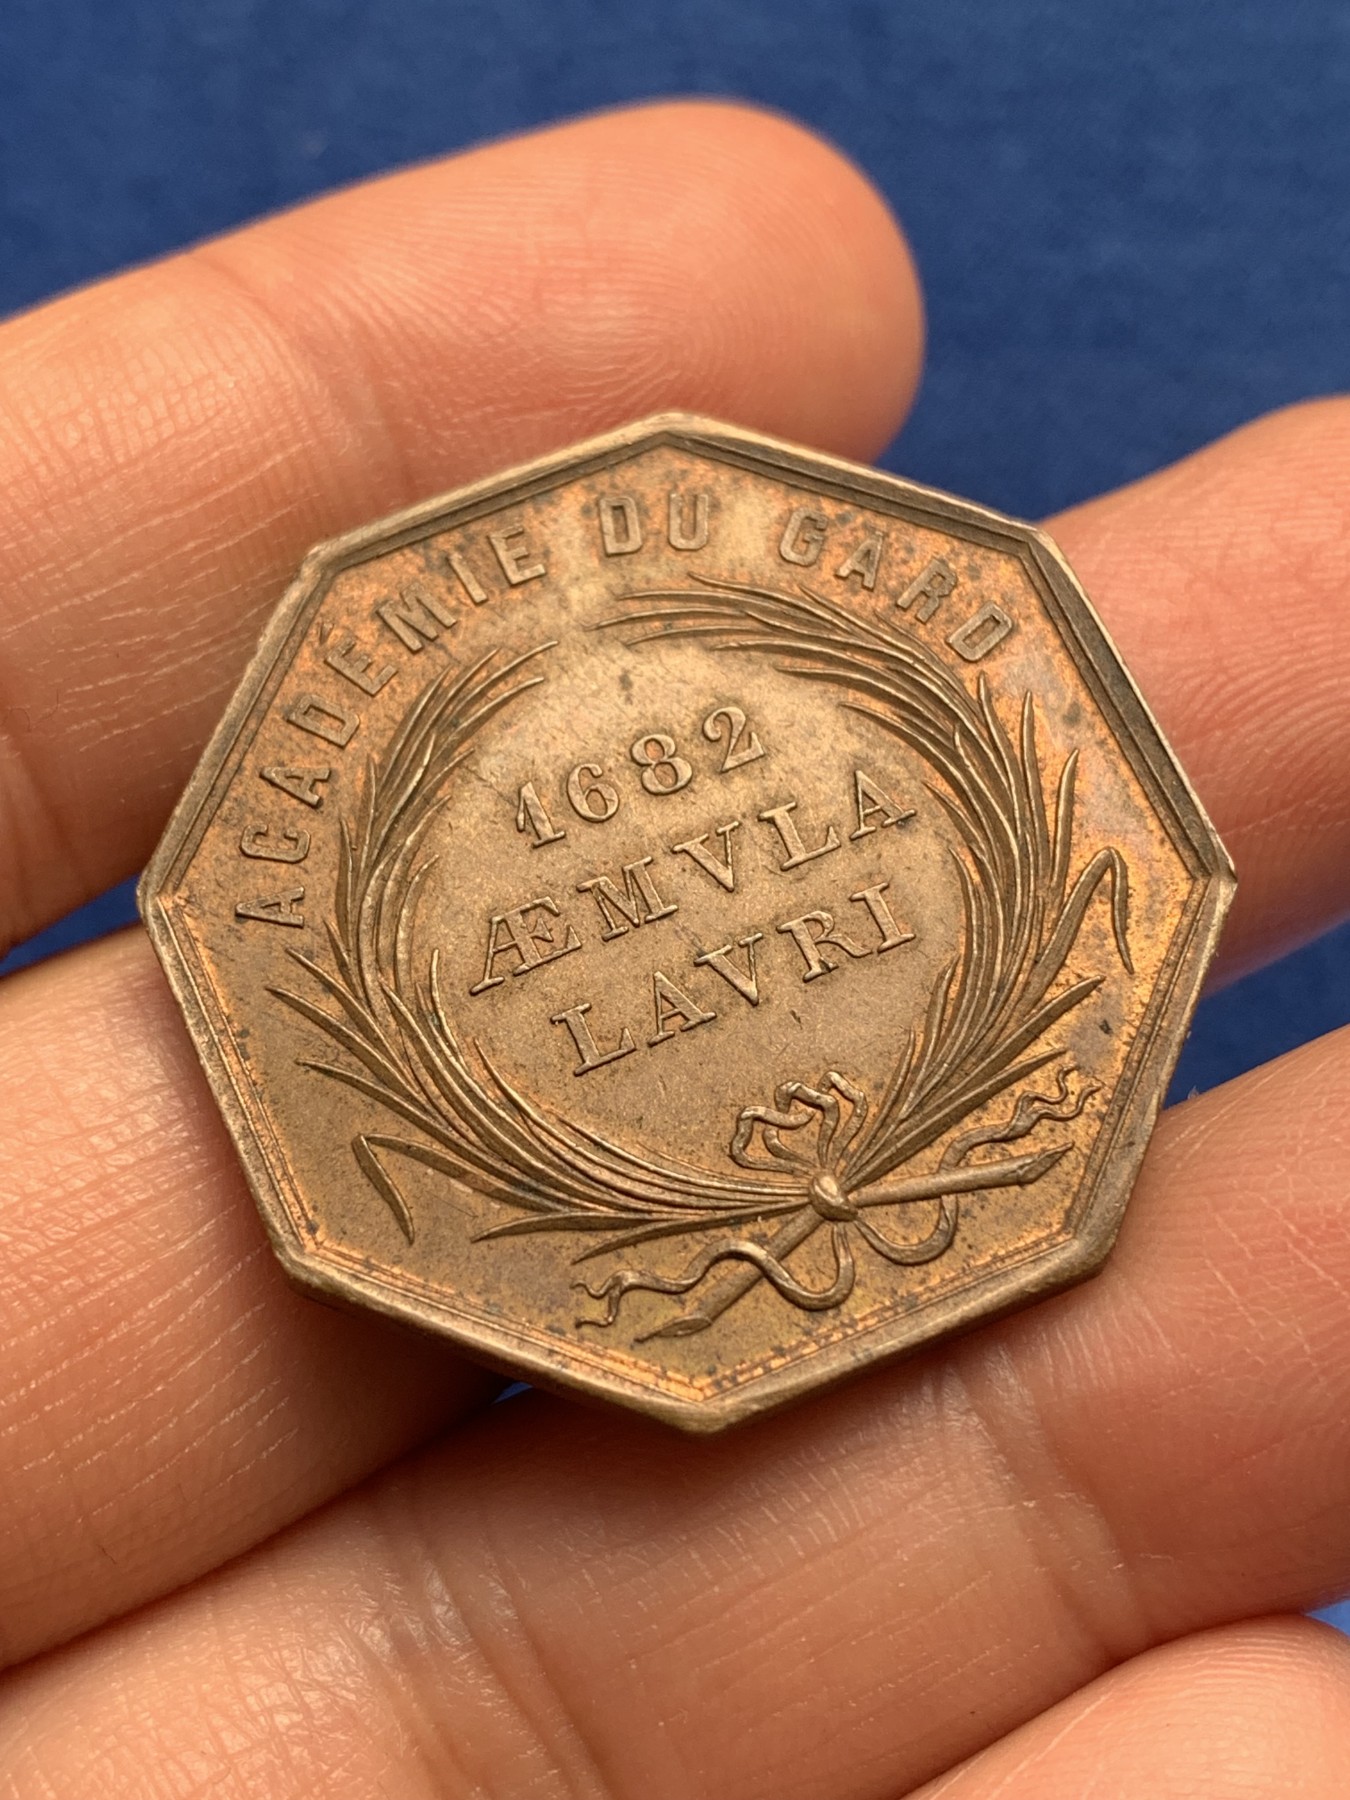 ACADÉMIE DU GARD
1682
ÆMVLA
LAVRI